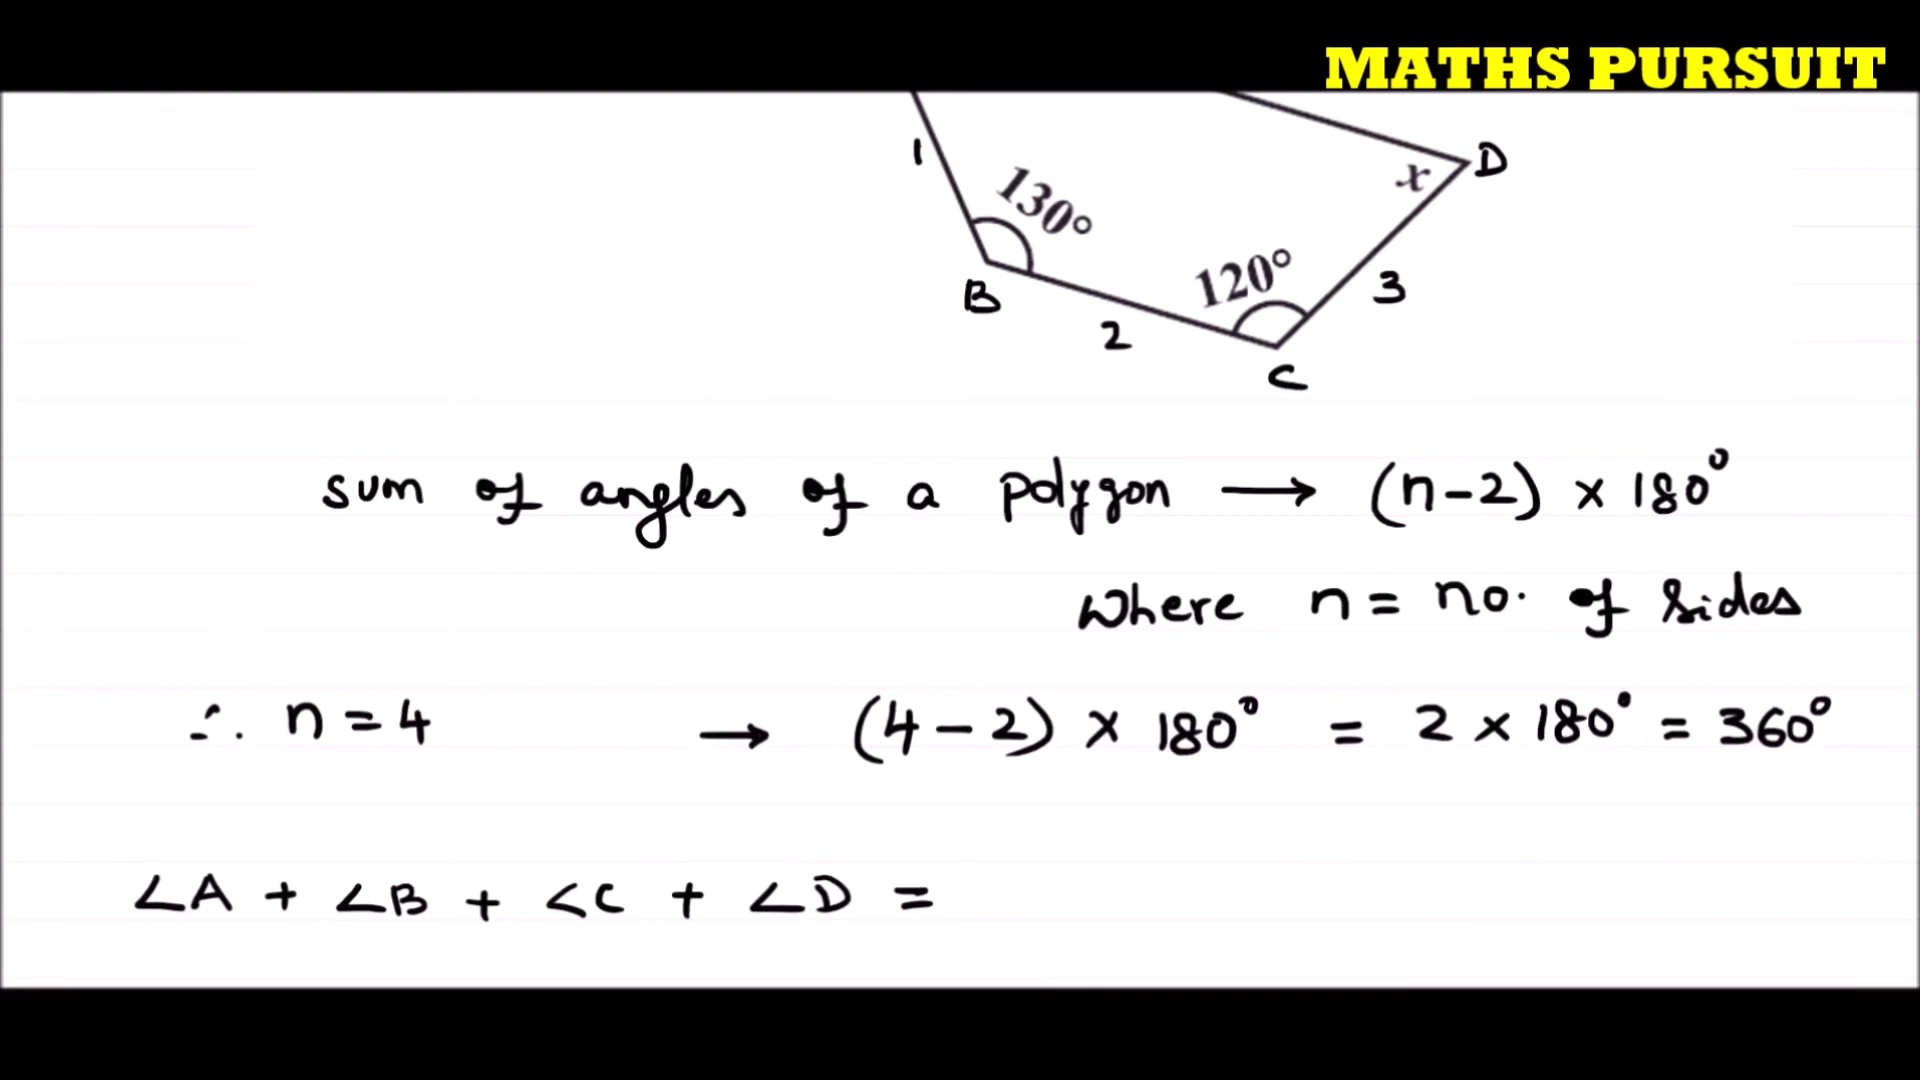 MATHS PURSUIT
1
D
x
130°
120°
3
B
2
C
sum of angles of a polygon → (n-2) × 180°
where n = no. of sides
∴ n = 4 → (4 - 2) × 180° = 2 × 180° = 360°
∠A + ∠B + ∠C + ∠D =